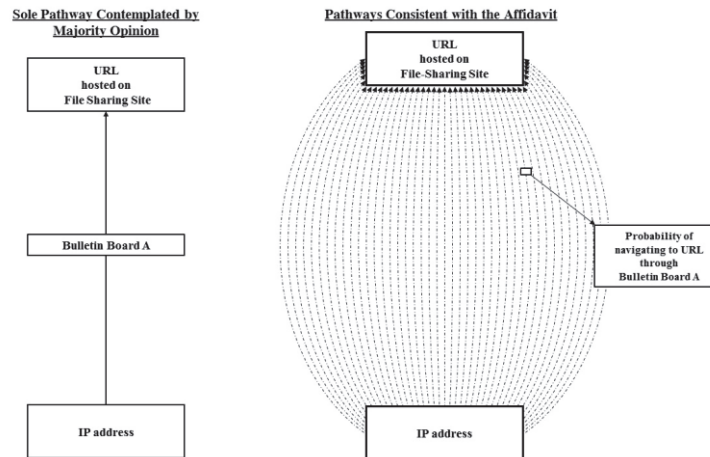 Sole Pathway Contemplated by
Majority Opinion
URL
hosted on
File Sharing Site
Bulletin Board A
IP address
Pathways Consistent with the Affidavit
URL
hosted on
File-Sharing Site
Probability of
navigating to URL
through
Bulletin Board A
IP address